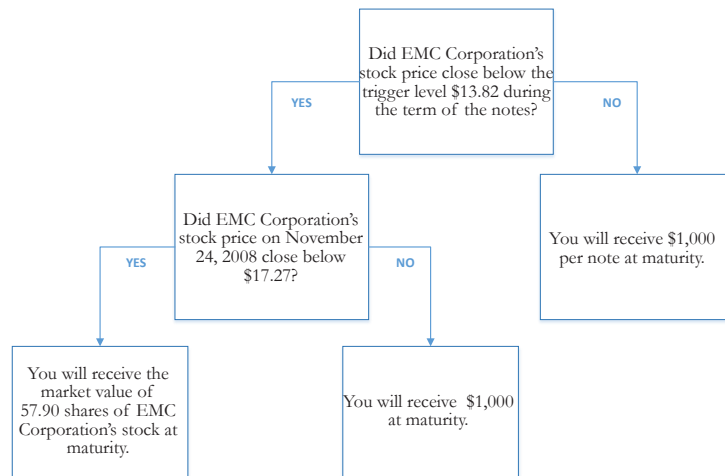 Did EMC Corporation's
stock price close below the
trigger level $13.82 during
the term of the notes?
YES
NO
Did EMC Corporation's
stock price on November
24, 2008 close below
$17.27?
You will receive $1,000
per note at maturity.
YES
NO
You will receive the
market value of
57.90 shares of EMC
Corporation's stock at
maturity.
You will receive $1,000
at maturity.